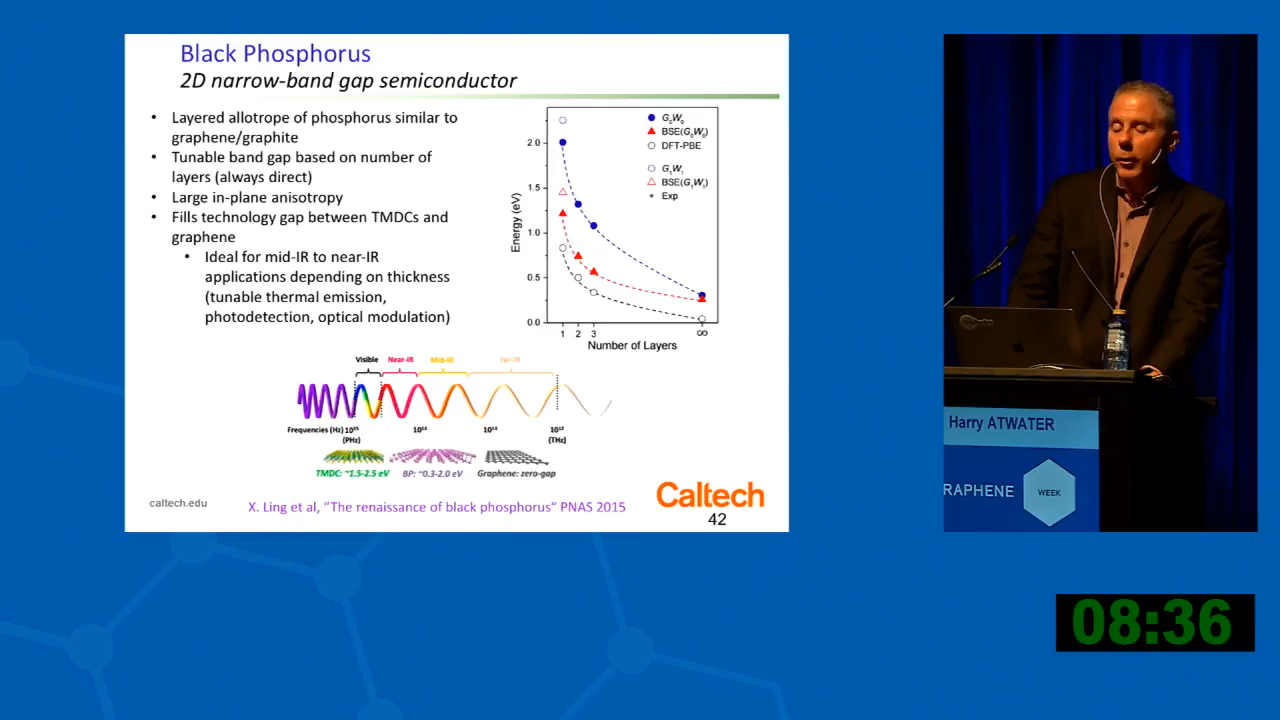 Black Phosphorus
2D narrow-band gap semiconductor
• Layered allotrope of phosphorus similar to
graphene/graphite
• Tunable band gap based on number of
layers (always direct)
• Large in-plane anisotropy
• Fills technology gap between TMDCs and
graphene
• Ideal for mid-IR to near-IR
applications depending on thickness
(tunable thermal emission,
photodetection, optical modulation)
G₀W₀
BSE(G₀W₀)
DFT-PBE
G₁W₁
BSE(G₁W₁)
Exp
Energy (eV)
2.0
1.5
1.0
0.5
0.0
1 2 3 ∞
Number of Layers
Visible Near-IR Mid-IR Far-IR
Frequencies (Hz) 10¹⁵ 10¹⁴ 10¹³ 10¹²
(PHz) (THz)
TMDC: ~1.5-2.5 eV BP: ~0.3-2.0 eV Graphene: zero-gap
caltech.edu
X. Ling et al, "The renaissance of black phosphorus" PNAS 2015
Caltech
42
Harry ATWATER
RAPHENE
WEEK
08:36